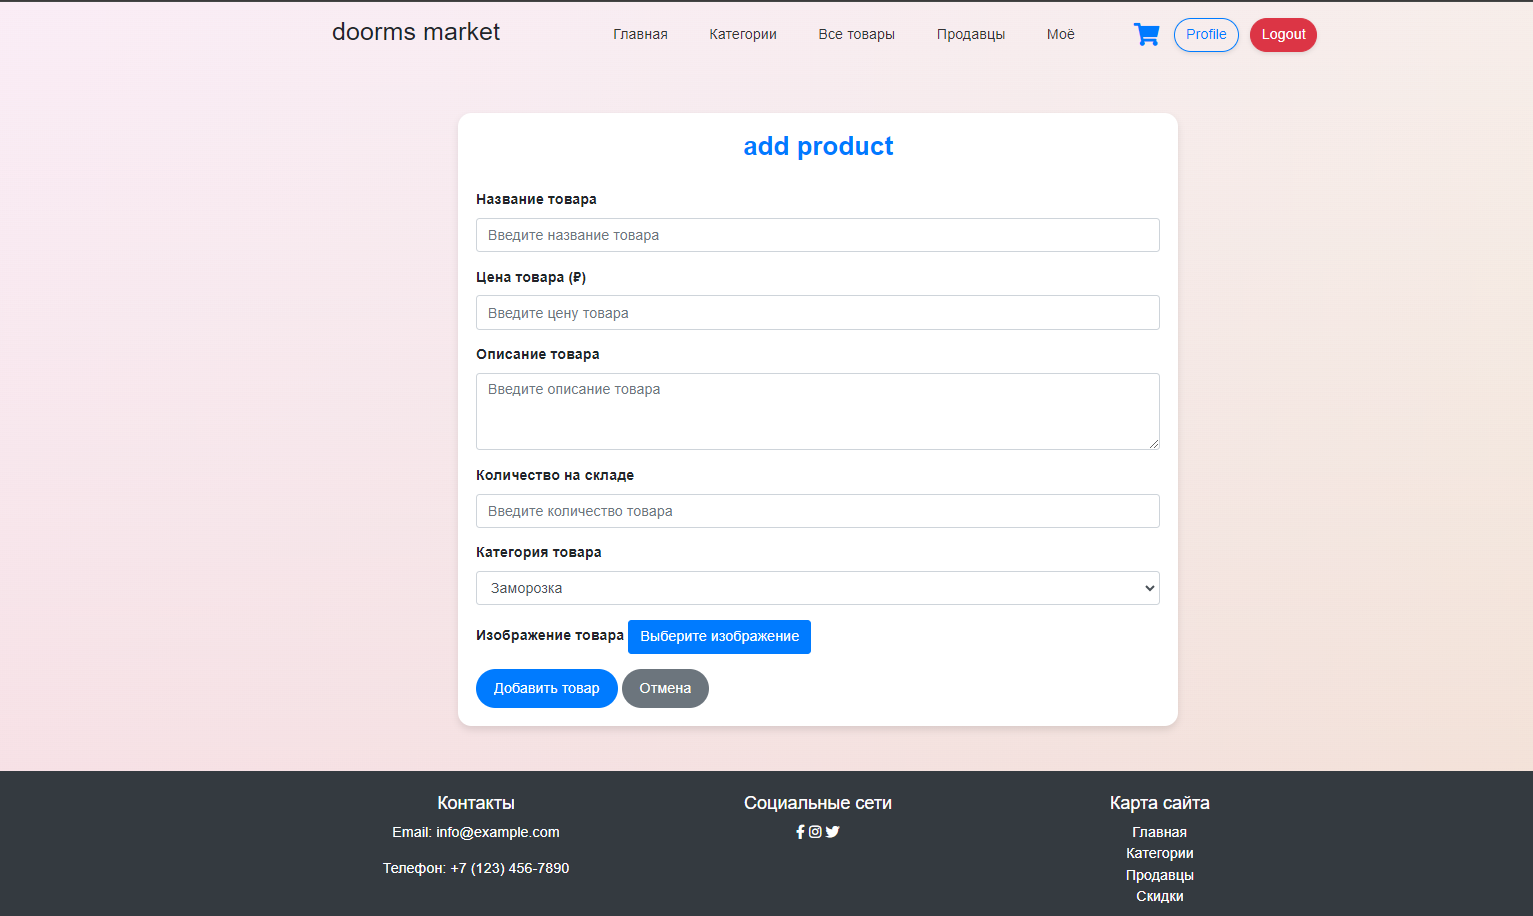 doorms market Главная Категории Все товары Продавцы Моё Profile Logout
add product
Название товара
Введите название товара
Цена товара (₽)
Введите цену товара
Описание товара
Введите описание товара
Количество на складе
Введите количество товара
Категория товара
Заморозка
Изображение товара Выберите изображение
Добавить товар Отмена
Контакты
Email: info@example.com
Телефон: +7 (123) 456-7890
Социальные сети
Карта сайта
Главная
Категории
Продавцы
Скидки